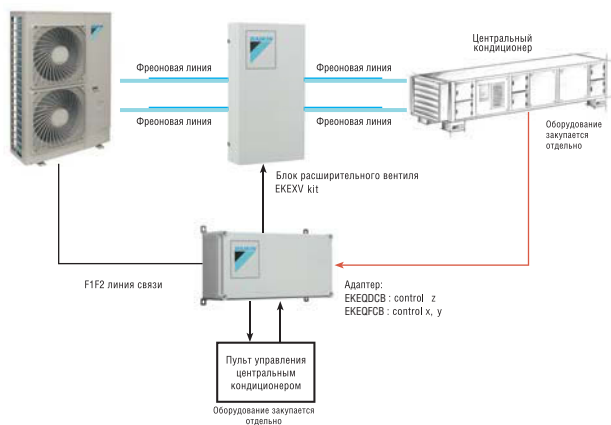 Центральный
кондиционер
Фреоновая линия
Фреоновая линия
Фреоновая линия
Фреоновая линия
Оборудование
закупается
отдельно
Блок расширительного вентиля
EKEXV kit
F1F2 линия связи
Адаптер:
EKEQDCB : control z
EKEQFCB : control x, y
Пульт управления
центральным
кондиционером
Оборудование закупается
отдельно